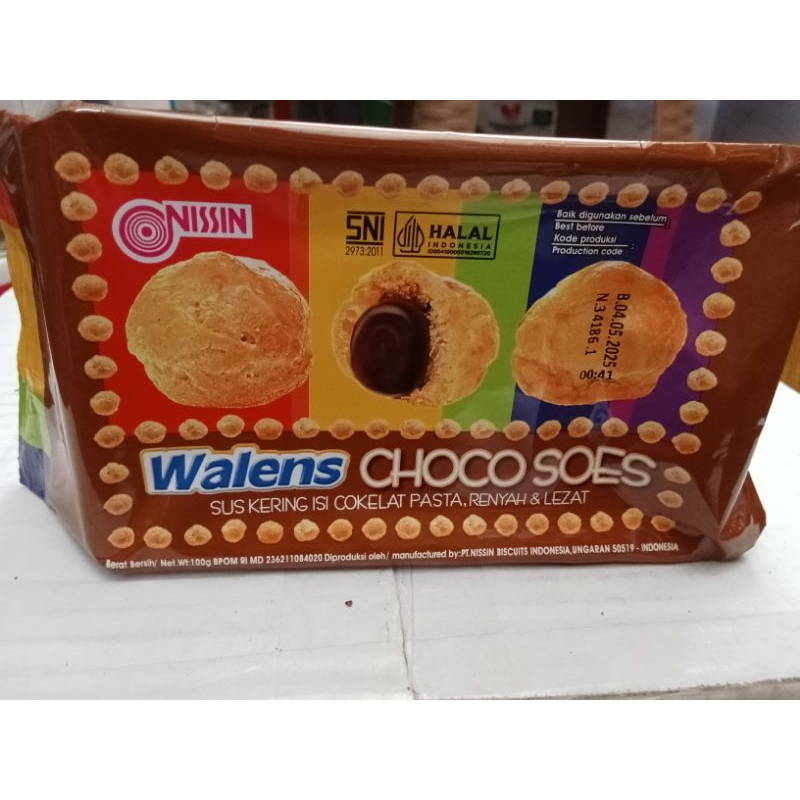 NISSIN
SNI
2973:2011
HALAL
INDONESIA
Baik digunakan sebelum
Best before
Kode produksi :
Production code
B.04.05.2025
N.3 4186.1
00:41
Walens CHOCO SOES
SUS KERING ISI COKELAT PASTA, RENYAH & LEZAT
Berat Bersih/ Net.Wt:100g BPOM RI MD 236211084020 Diproduksi oleh/ manufactured by:PT.NISSIN BISCUITS INDONESIA,UNGARAN 50519 - INDONESIA